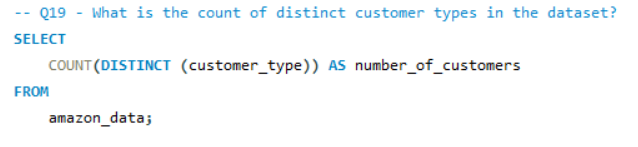 -- Q19 - What is the count of distinct customer types in the dataset?
SELECT
    COUNT(DISTINCT (customer_type)) AS number_of_customers
FROM
    amazon_data;